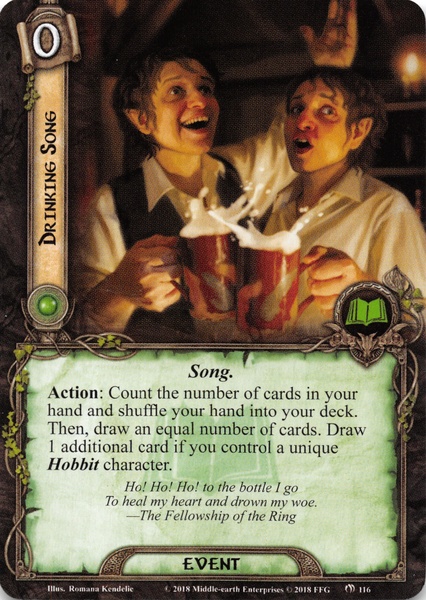 0
DRINKING SONG
Song.
Action: Count the number of cards in your
hand and shuffle your hand into your deck.
Then, draw an equal number of cards. Draw
1 additional card if you control a unique
Hobbit character.
Ho! Ho! Ho! to the bottle I go
To heal my heart and drown my woe.
—The Fellowship of the Ring
EVENT
Illus. Romana Kendelic © 2018 Middle-earth Enterprises © 2018 FFG 116